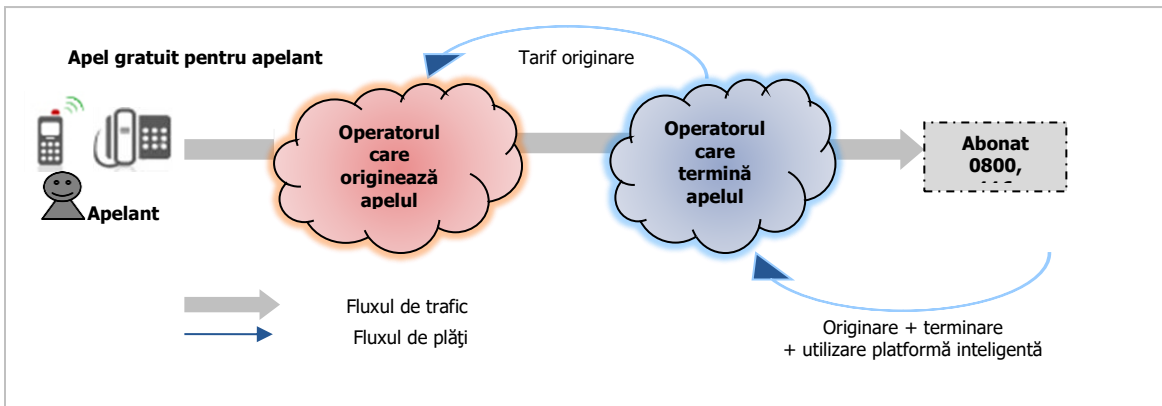 Apel gratuit pentru apelant
Tarif originare
Operatorul
care
originează
apelul
Operatorul
care
termină
apelul
Abonat
0800,
Apelant
Fluxul de trafic
Fluxul de plăţi
Originare + terminare
+ utilizare platformă inteligentă